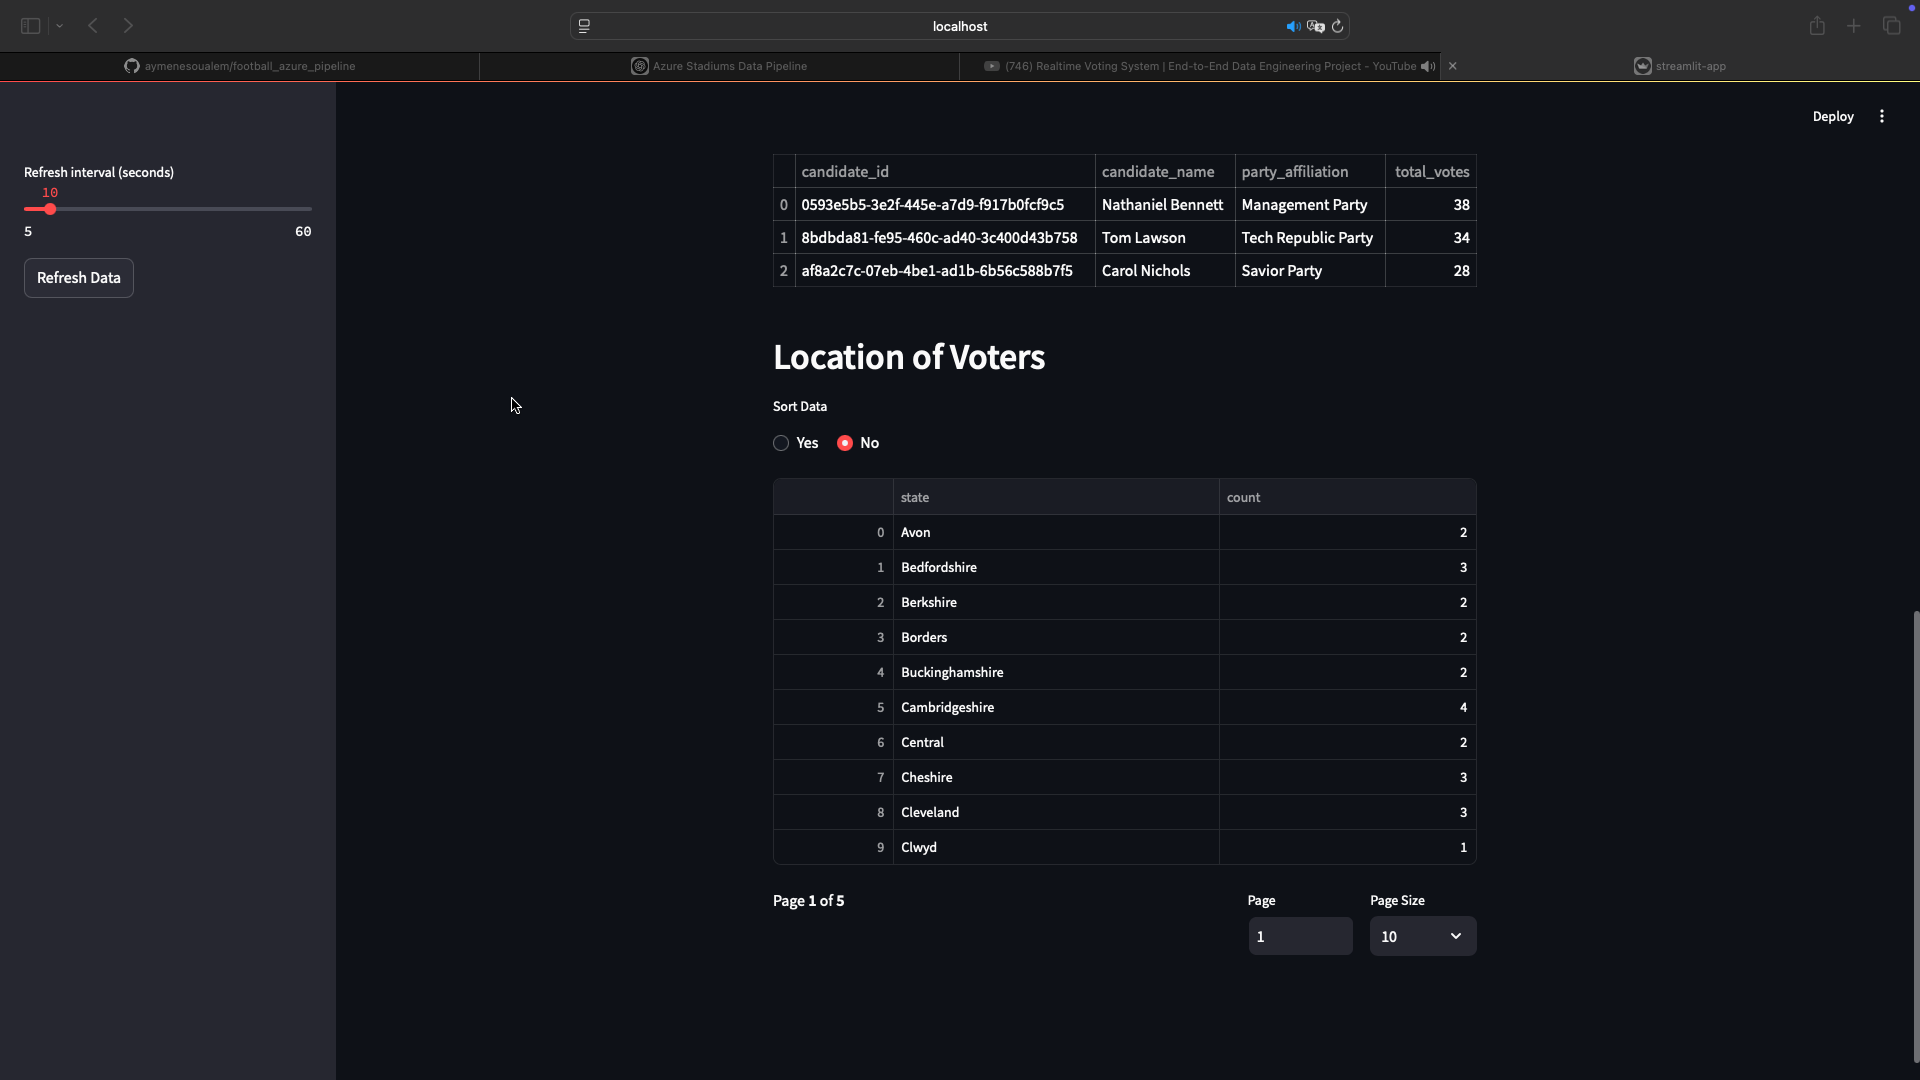 localhost
aymenesoualem/football_azure_pipeline
Azure Stadiums Data Pipeline
(746) Realtime Voting System | End-to-End Data Engineering Project - YouTube
streamlit-app
Deploy
Refresh interval (seconds)
10
5 60
Refresh Data
candidate_id candidate_name party_affiliation total_votes
0 0593e5b5-3e2f-445e-a7d9-f917b0fcf9c5 Nathaniel Bennett Management Party 38
1 8bdbda81-fe95-460c-ad40-3c400d43b758 Tom Lawson Tech Republic Party 34
2 af8a2c7c-07eb-4be1-ad1b-6b56c588b7f5 Carol Nichols Savior Party 28
Location of Voters
Sort Data
Yes No
state count
0 Avon 2
1 Bedfordshire 3
2 Berkshire 2
3 Borders 2
4 Buckinghamshire 2
5 Cambridgeshire 4
6 Central 2
7 Cheshire 3
8 Cleveland 3
9 Clwyd 1
Page 1 of 5
Page Page Size
1 10